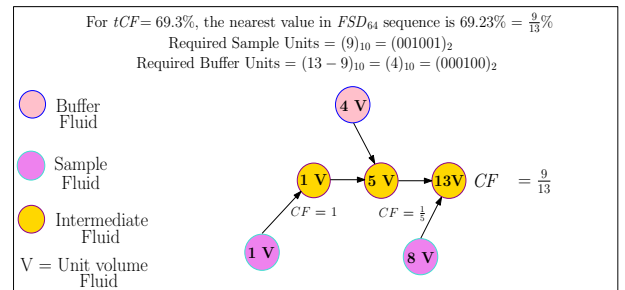 For tCF = 69.3%, the nearest value in FSD₆₄ sequence is 69.23% = 9/13%
Required Sample Units = (9)₁₀ = (001001)₂
Required Buffer Units = (13 − 9)₁₀ = (4)₁₀ = (000100)₂
Buffer
Fluid
Sample
Fluid
Intermediate
Fluid
V = Unit volume
Fluid
4 V
1 V
5 V
13V
CF = 9/13
CF = 1
CF = 1/5
1 V
8 V